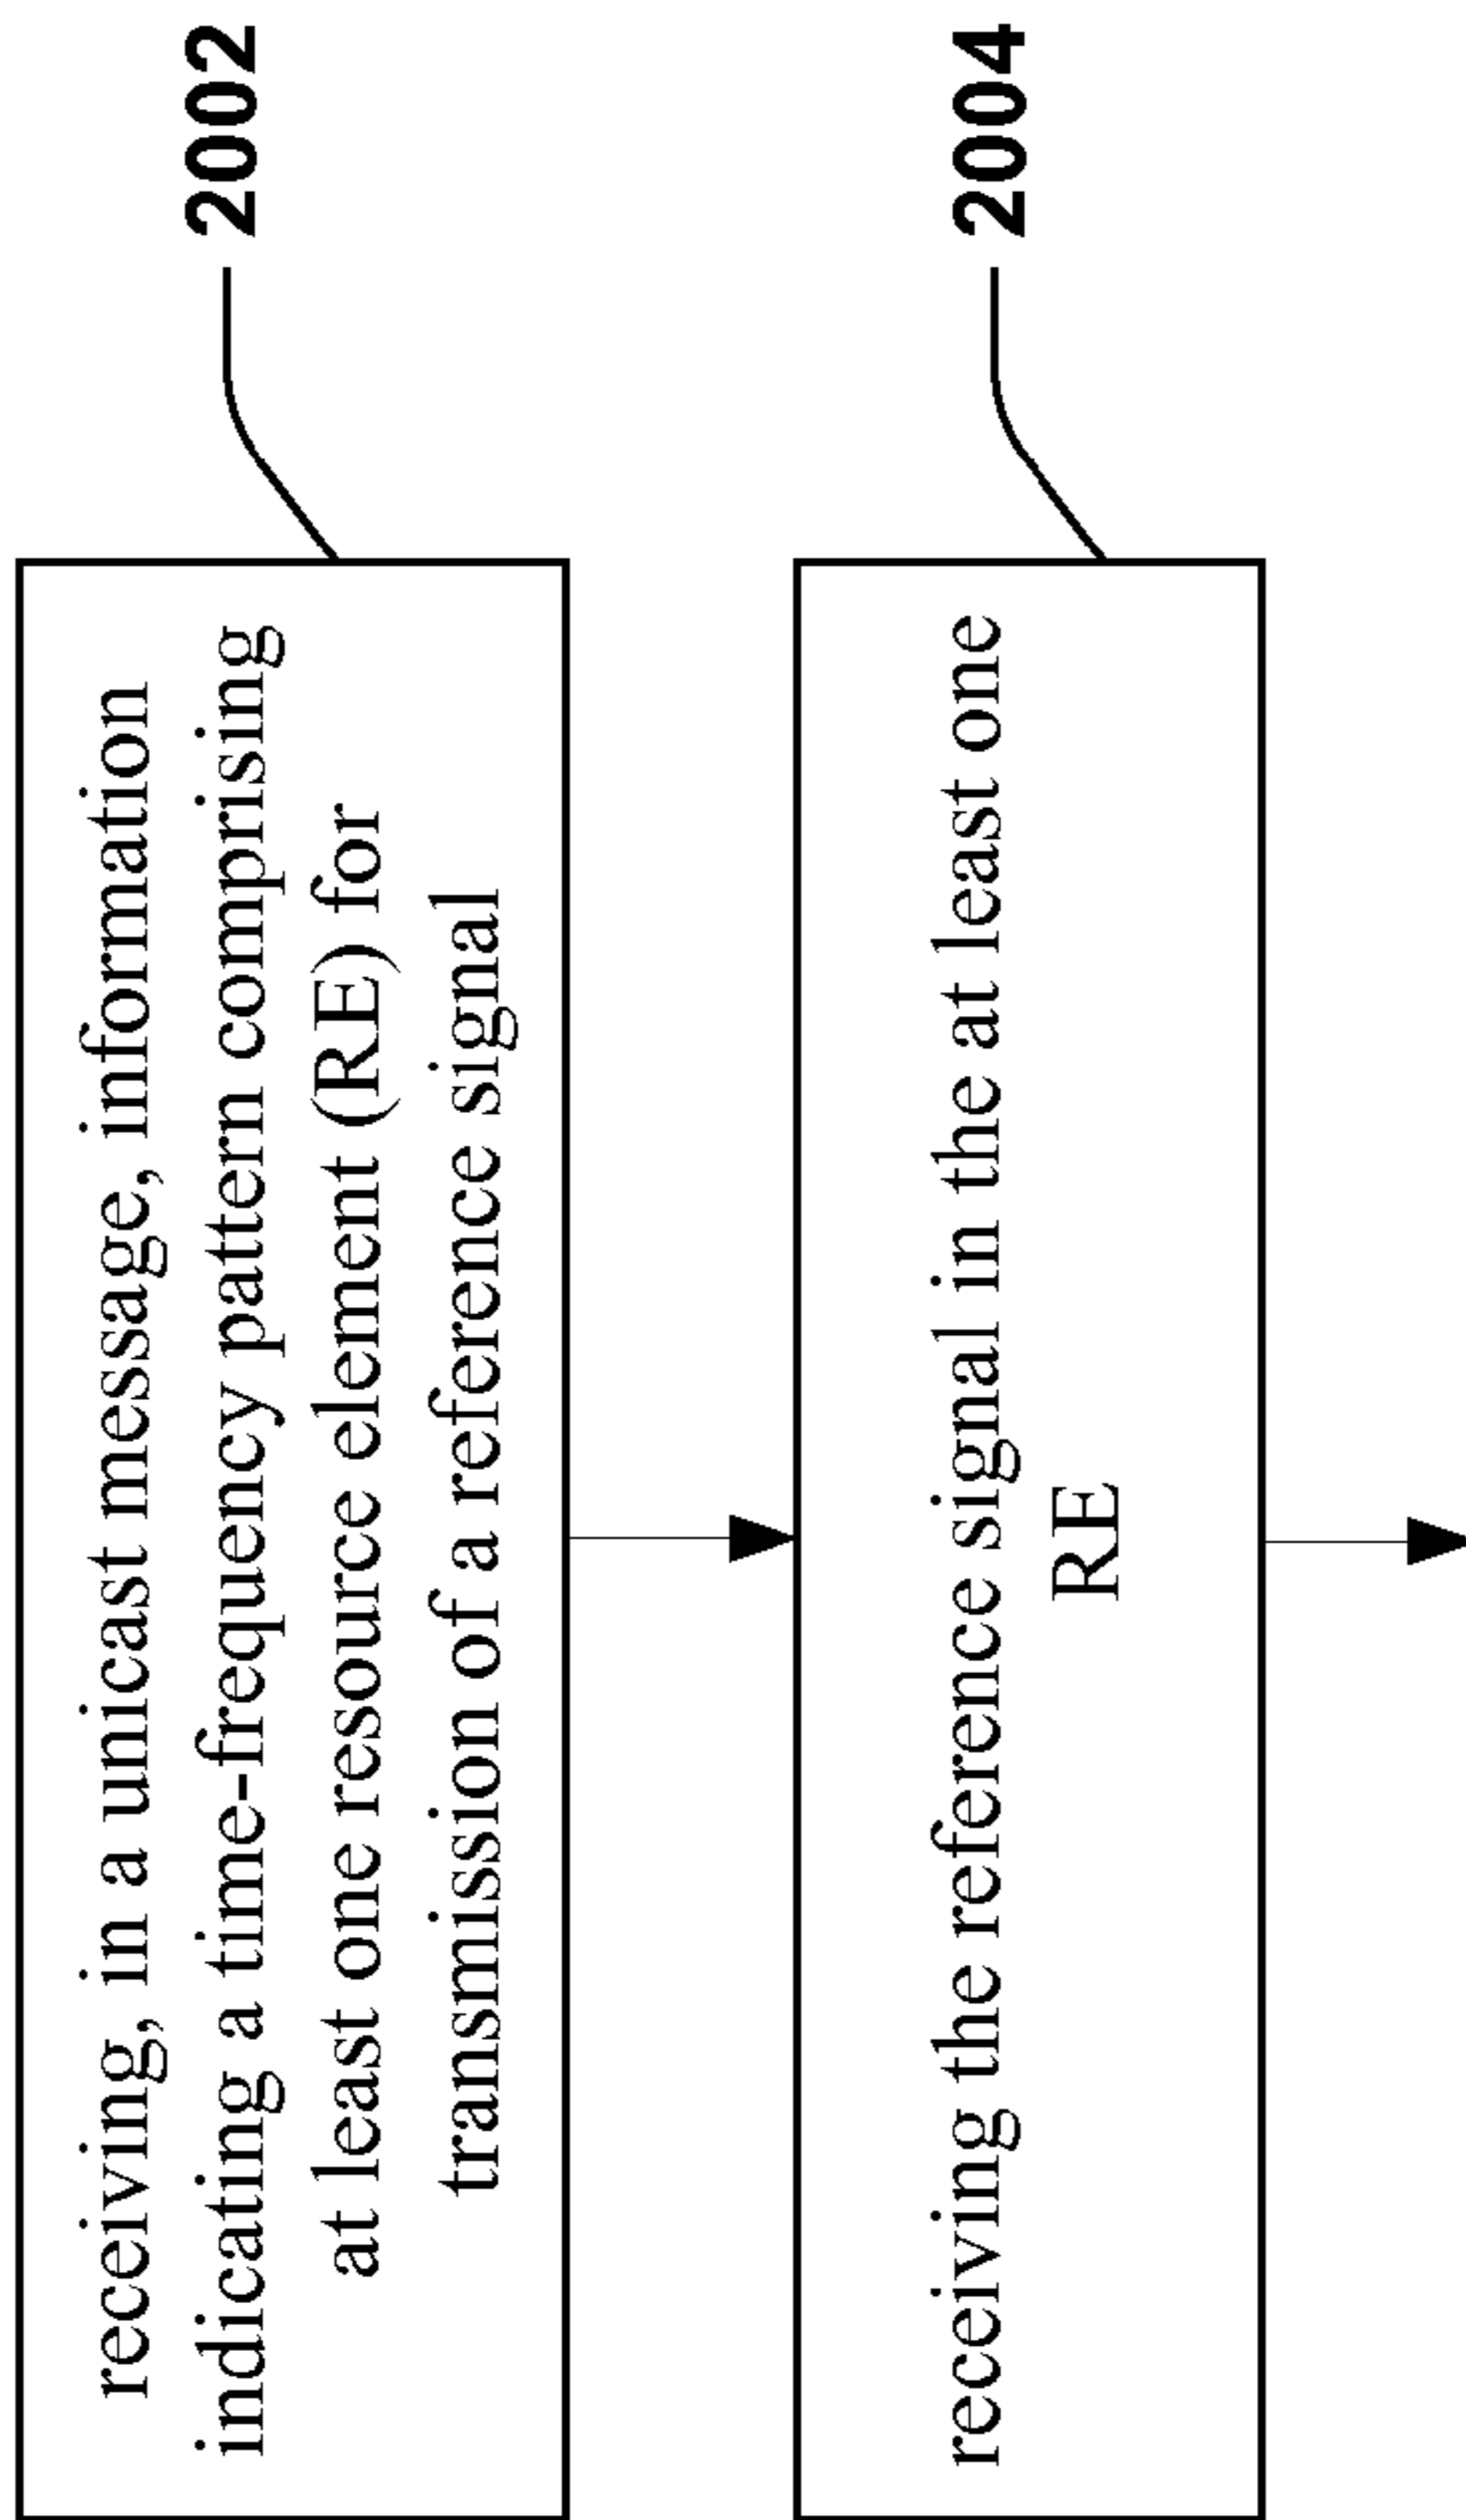 receiving, in a unicast message, information
indicating a time-frequency pattern comprising
at least one resource element (RE) for
transmission of a reference signal
2002
receiving the reference signal in the at least one
RE
2004